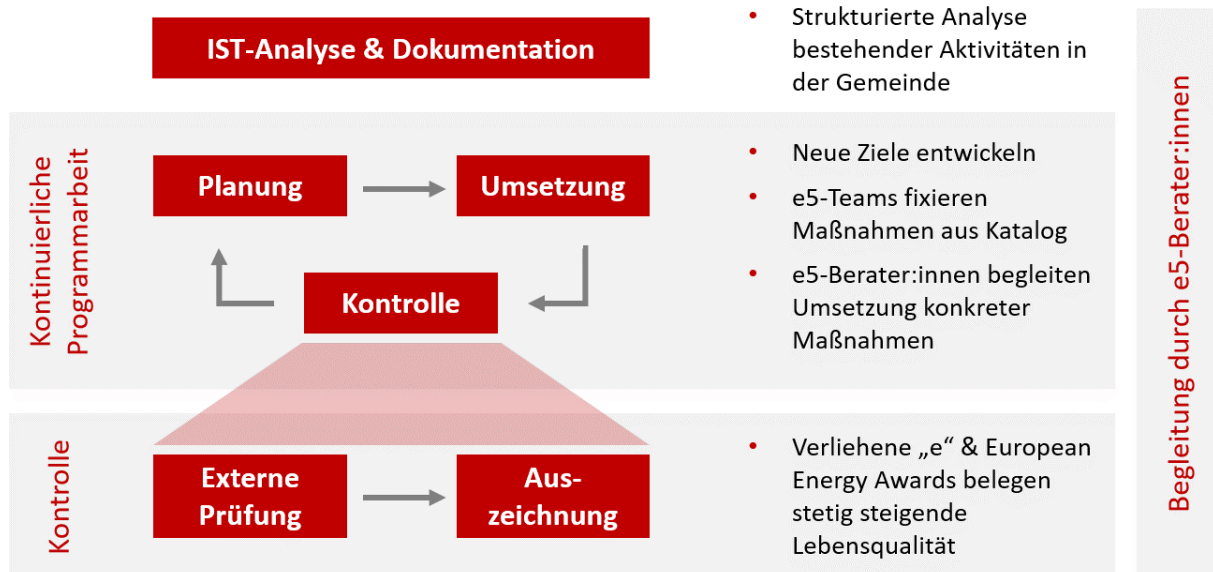 IST-Analyse & Dokumentation
• Strukturierte Analyse
bestehender Aktivitäten in
der Gemeinde
Kontinuierliche
Programmarbeit
Planung
Umsetzung
Kontrolle
• Neue Ziele entwickeln
• e5-Teams fixieren
Maßnahmen aus Katalog
• e5-Berater:innen begleiten
Umsetzung konkreter
Maßnahmen
Kontrolle
Externe
Prüfung
Aus-
zeichnung
• Verliehene „e“ & European
Energy Awards belegen
stetig steigende
Lebensqualität
Begleitung durch e5-Berater:innen